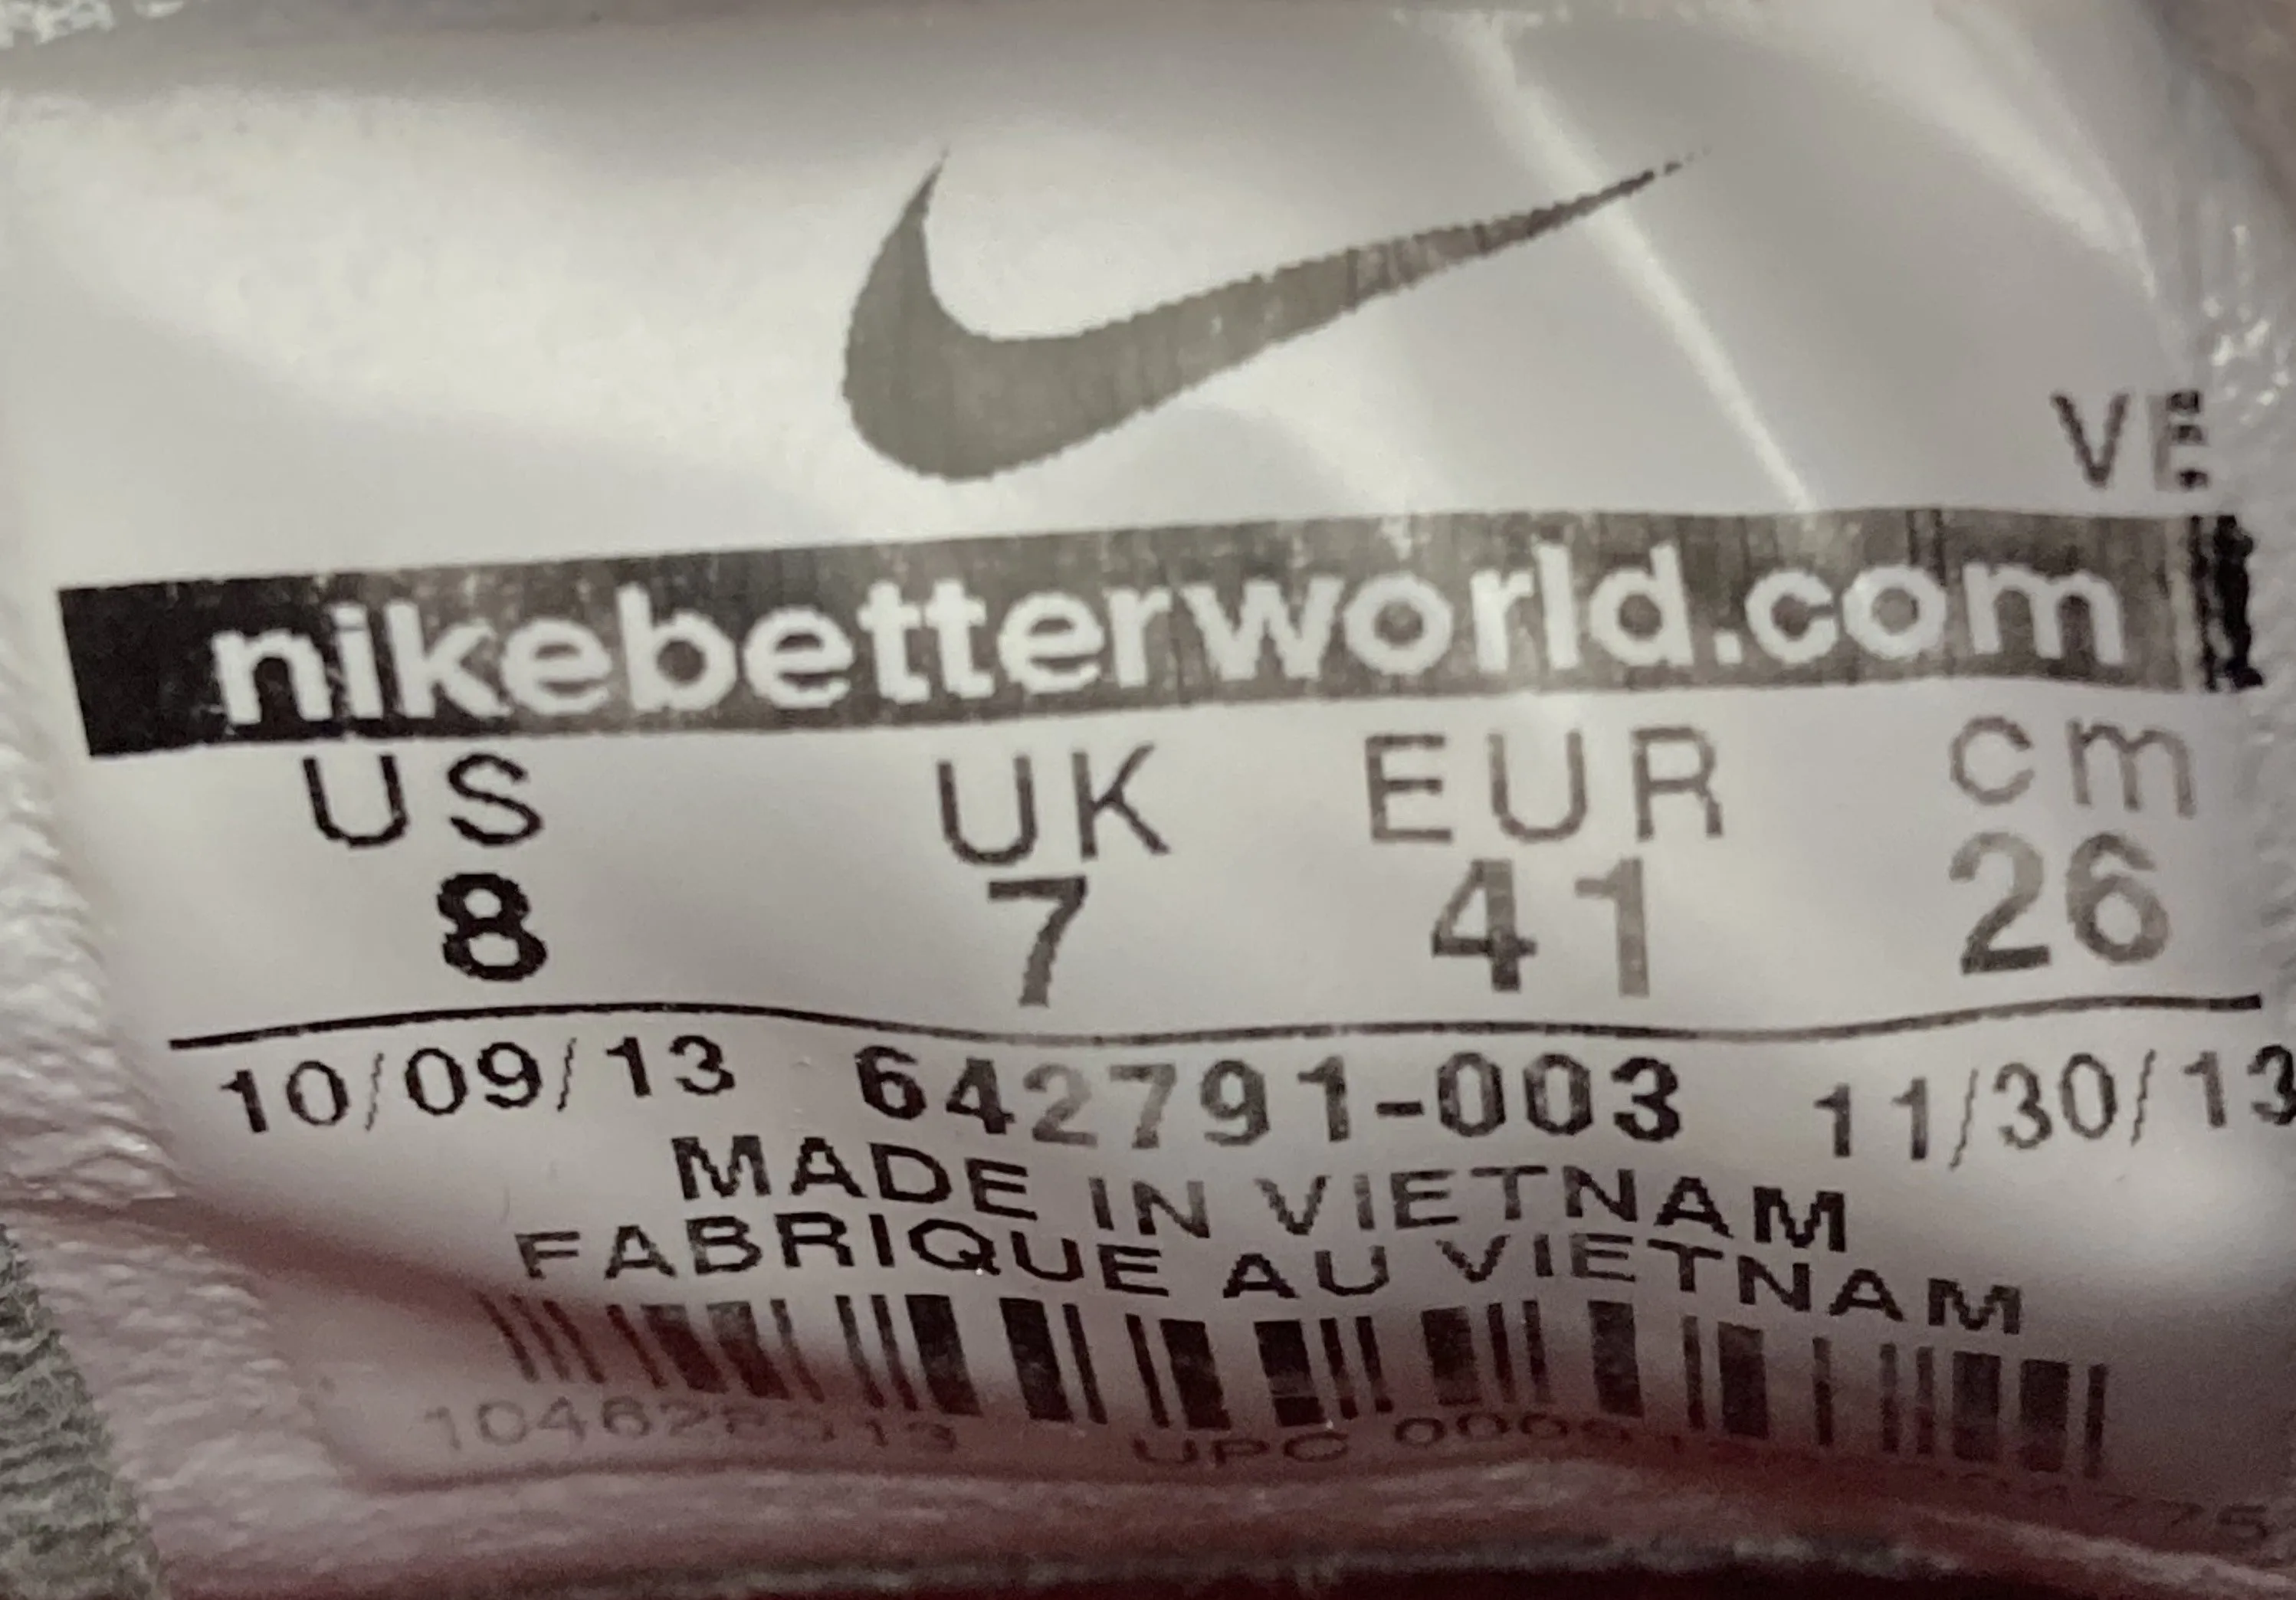 VE
nikebetterworld.com
US UK EUR cm
8 7 41 26
10/09/13 642791-003 11/30/13
MADE IN VIETNAM
FABRIQUE AU VIETNAM
UPC